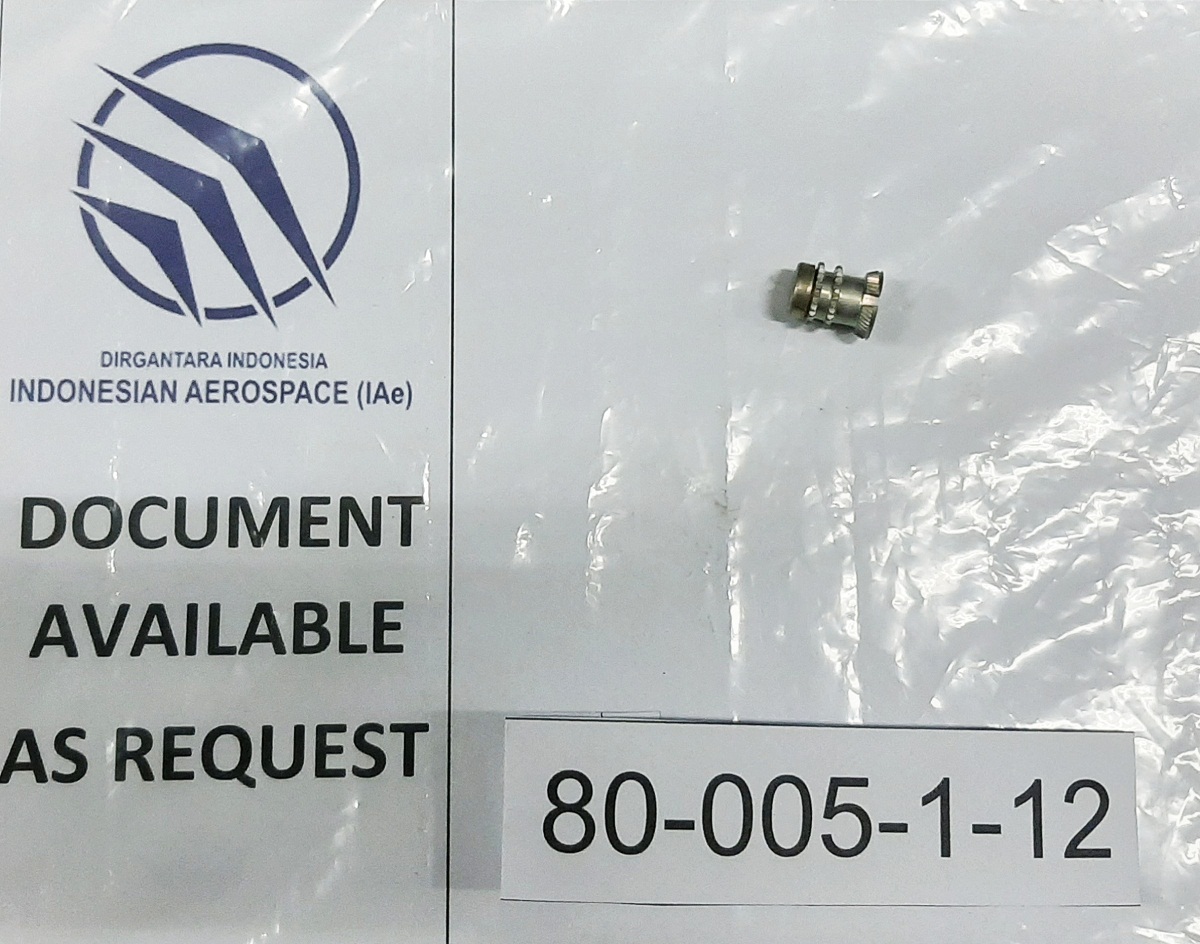 DIRGANTARA INDONESIA
INDONESIAN AEROSPACE (IAe)
DOCUMENT
AVAILABLE
AS REQUEST
80-005-1-12